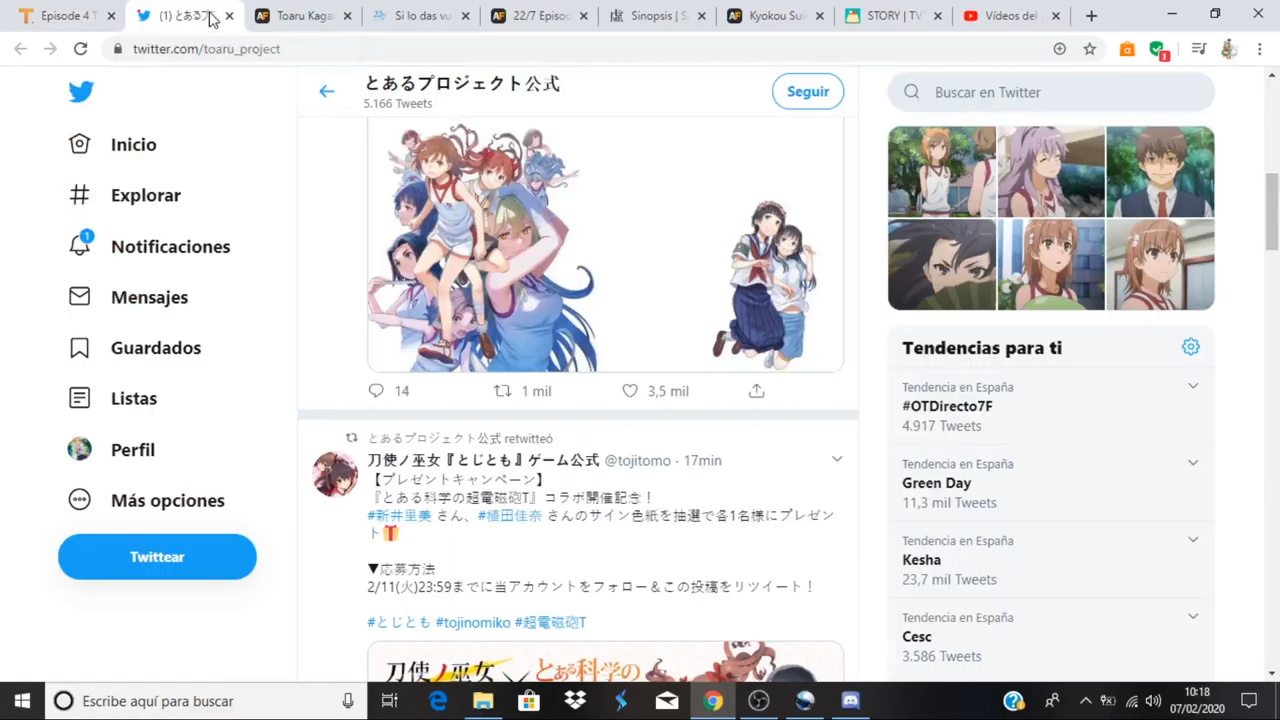 Episode 4 T
(1) とあるプ
Toaru Kaga
Si lo das vu
22/7 Episod
Sinopsis | S
Kyokou Sui
STORY | TV
Vídeos del
twitter.com/toaru_project
とあるプロジェクト公式
5.166 Tweets
Seguir
Buscar en Twitter
Inicio
Explorar
1
Notificaciones
Mensajes
Guardados
Listas
Perfil
Más opciones
Twittear
14
1 mil
3,5 mil
とあるプロジェクト公式 retwitteó
刀使ノ巫女『とじとも』ゲーム公式 @tojitomo · 17min
【プレゼントキャンペーン】
『とある科学の超電磁砲T』コラボ開催記念！
#新井里美 さん、#植田佳奈 さんのサイン色紙を抽選で各1名様にプレゼン
ト🎁
▼応募方法
2/11(火)23:59までに当アカウントをフォロー＆この投稿をリツイート！
#とじとも #tojinomiko #超電磁砲T
刀使ノ巫女 とある科学の
Tendencias para ti
Tendencia en España
#OTDirecto7F
4.917 Tweets
Tendencia en España
Green Day
11,3 mil Tweets
Tendencia en España
Kesha
23,7 mil Tweets
Tendencia en España
Cesc
3.586 Tweets
Escribe aquí para buscar
10:18
07/02/2020